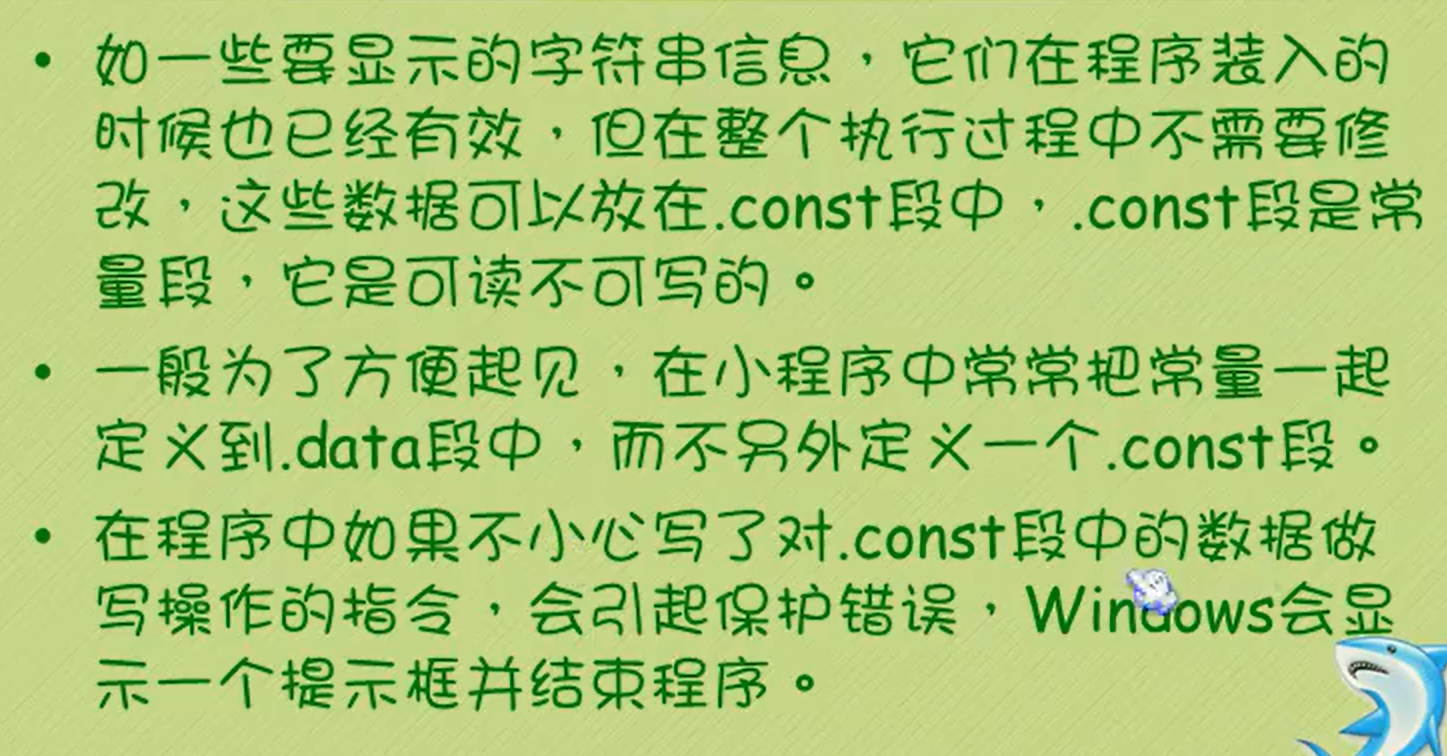 • 如一些要显示的字符串信息，它们在程序装入的
时候也已经有效，但在整个执行过程中不需要修
改，这些数据可以放在.const段中，.const段是常
量段，它是可读不可写的。
• 一般为了方便起见，在小程序中常常把常量一起
定义到.data段中，而不另外定义一个.const段。
• 在程序中如果不小心写了对.const段中的数据做
写操作的指令，会引起保护错误，Windows会显
示一个提示框并结束程序。